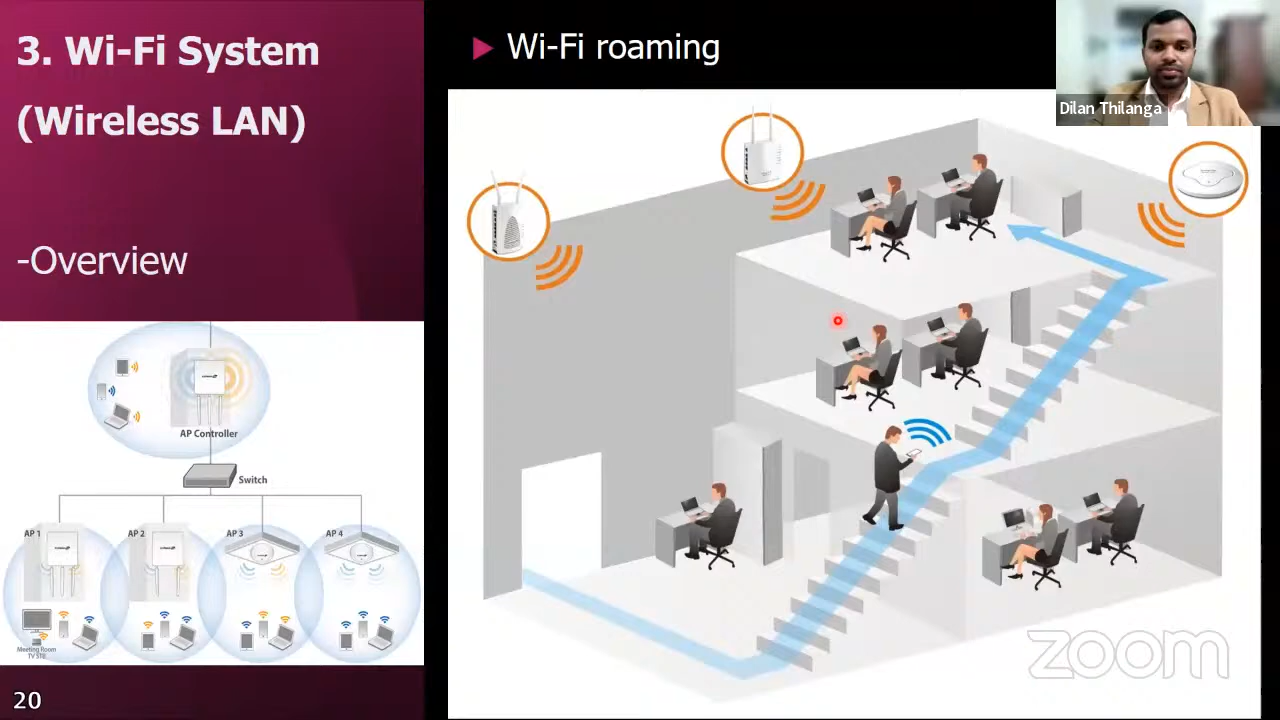 3. Wi-Fi System
(Wireless LAN)
-Overview
Wi-Fi roaming
Dilan Thilanga
AP Controller
Switch
AP 1
AP 2
AP 3
AP 4
Meeting Room
20
zoom